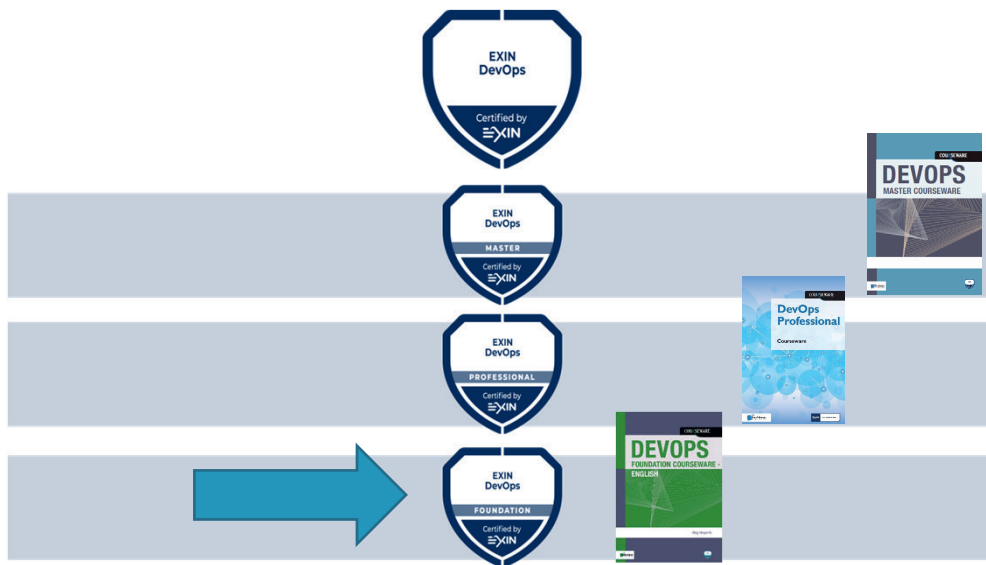 EXIN
DevOps
Certified by
EXIN
COURSEWARE
DEVOPS
MASTER COURSEWARE
EXIN
DevOps
MASTER
Certified by
EXIN
COURSEWARE
DevOps
Professional
Courseware
EXIN
DevOps
PROFESSIONAL
Certified by
EXIN
COURSEWARE
DEVOPS
FOUNDATION COURSEWARE -
ENGLISH
EXIN
DevOps
FOUNDATION
Certified by
EXIN